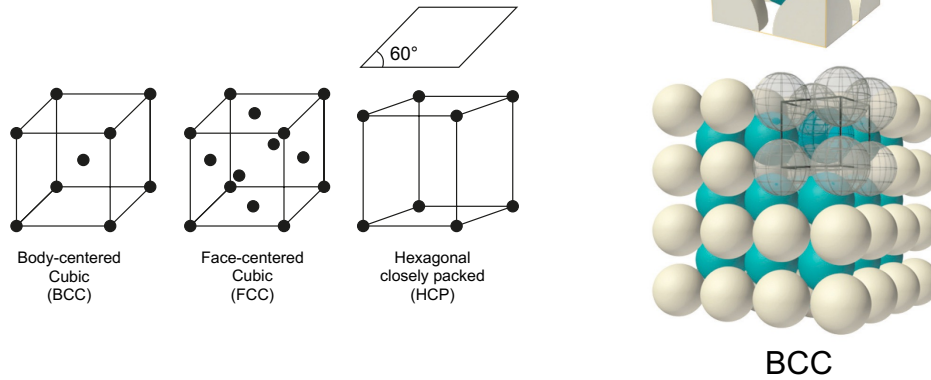 60°
Body-centered
Cubic
(BCC)
Face-centered
Cubic
(FCC)
Hexagonal
closely packed
(HCP)
BCC